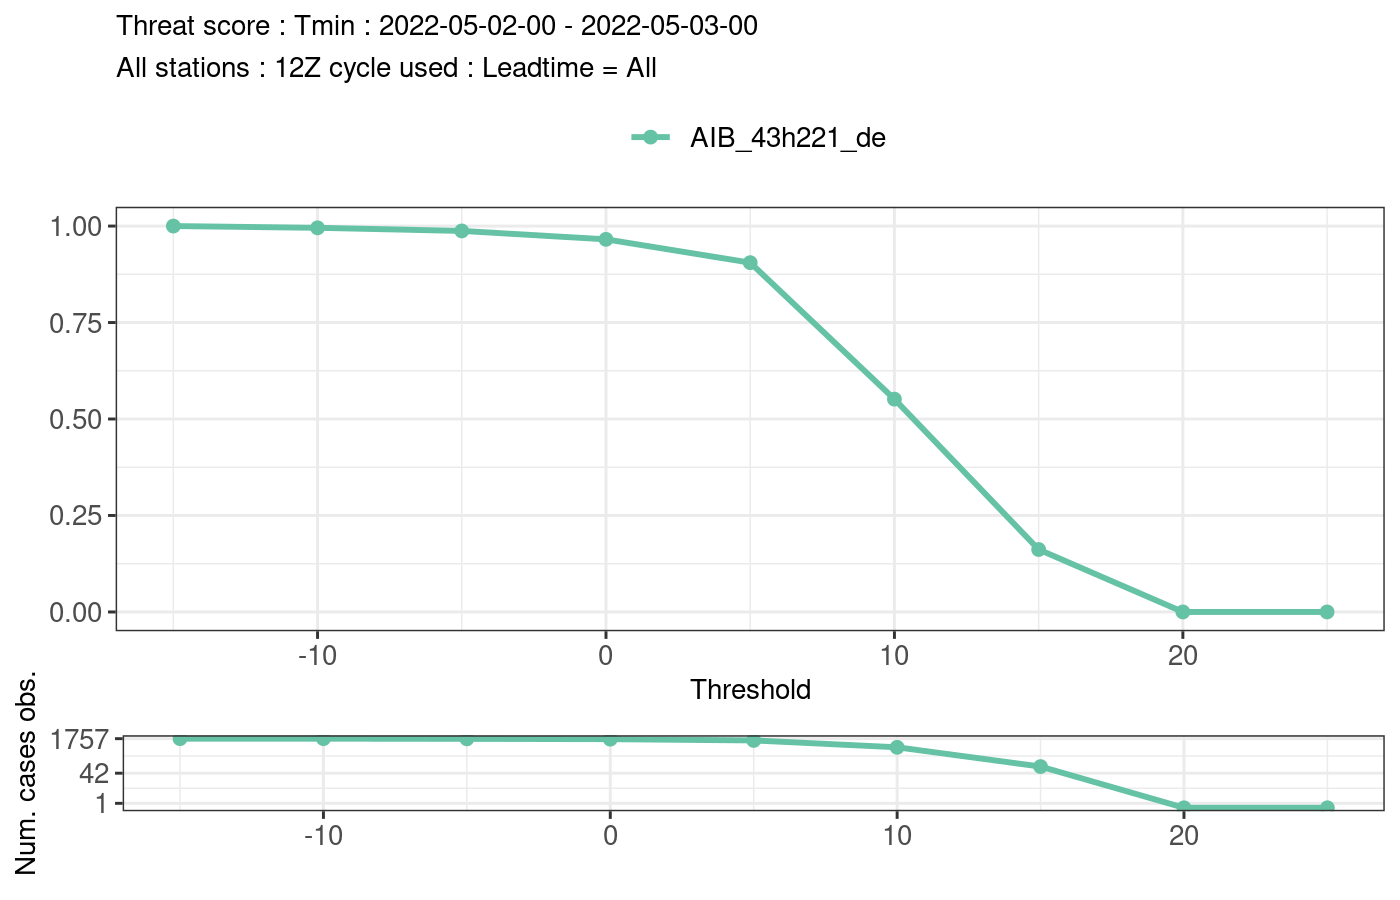 Threat score : Tmin : 2022-05-02-00 - 2022-05-03-00
All stations : 12Z cycle used : Leadtime = All
AIB_43h221_de
1.00
0.75
0.50
0.25
0.00
-10 0 10 20
Threshold
Num. cases obs.
1757
42
1
-10 0 10 20